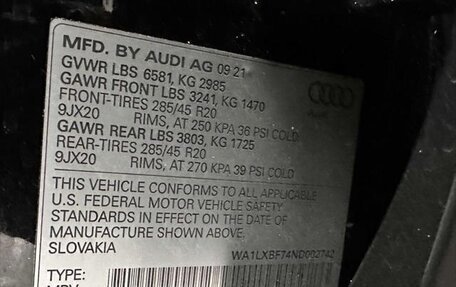 MFD. BY AUDI AG 09 21
GVWR LBS 6581, KG 2985
GAWR FRONT LBS 3241, KG 1470
FRONT-TIRES 285/45 R20
9JX20 RIMS, AT 250 KPA 36 PSI COLD
GAWR REAR LBS 3803, KG 1725
REAR-TIRES 285/45 R20
9JX20 RIMS, AT 270 KPA 39 PSI COLD
THIS VEHICLE CONFORMS TO ALL APPLICABLE
U.S. FEDERAL MOTOR VEHICLE SAFETY
STANDARDS IN EFFECT ON THE DATE OF
MANUFACTURE SHOWN ABOVE
SLOVAKIA WA1LXBF74ND002742
TYPE:
Audi